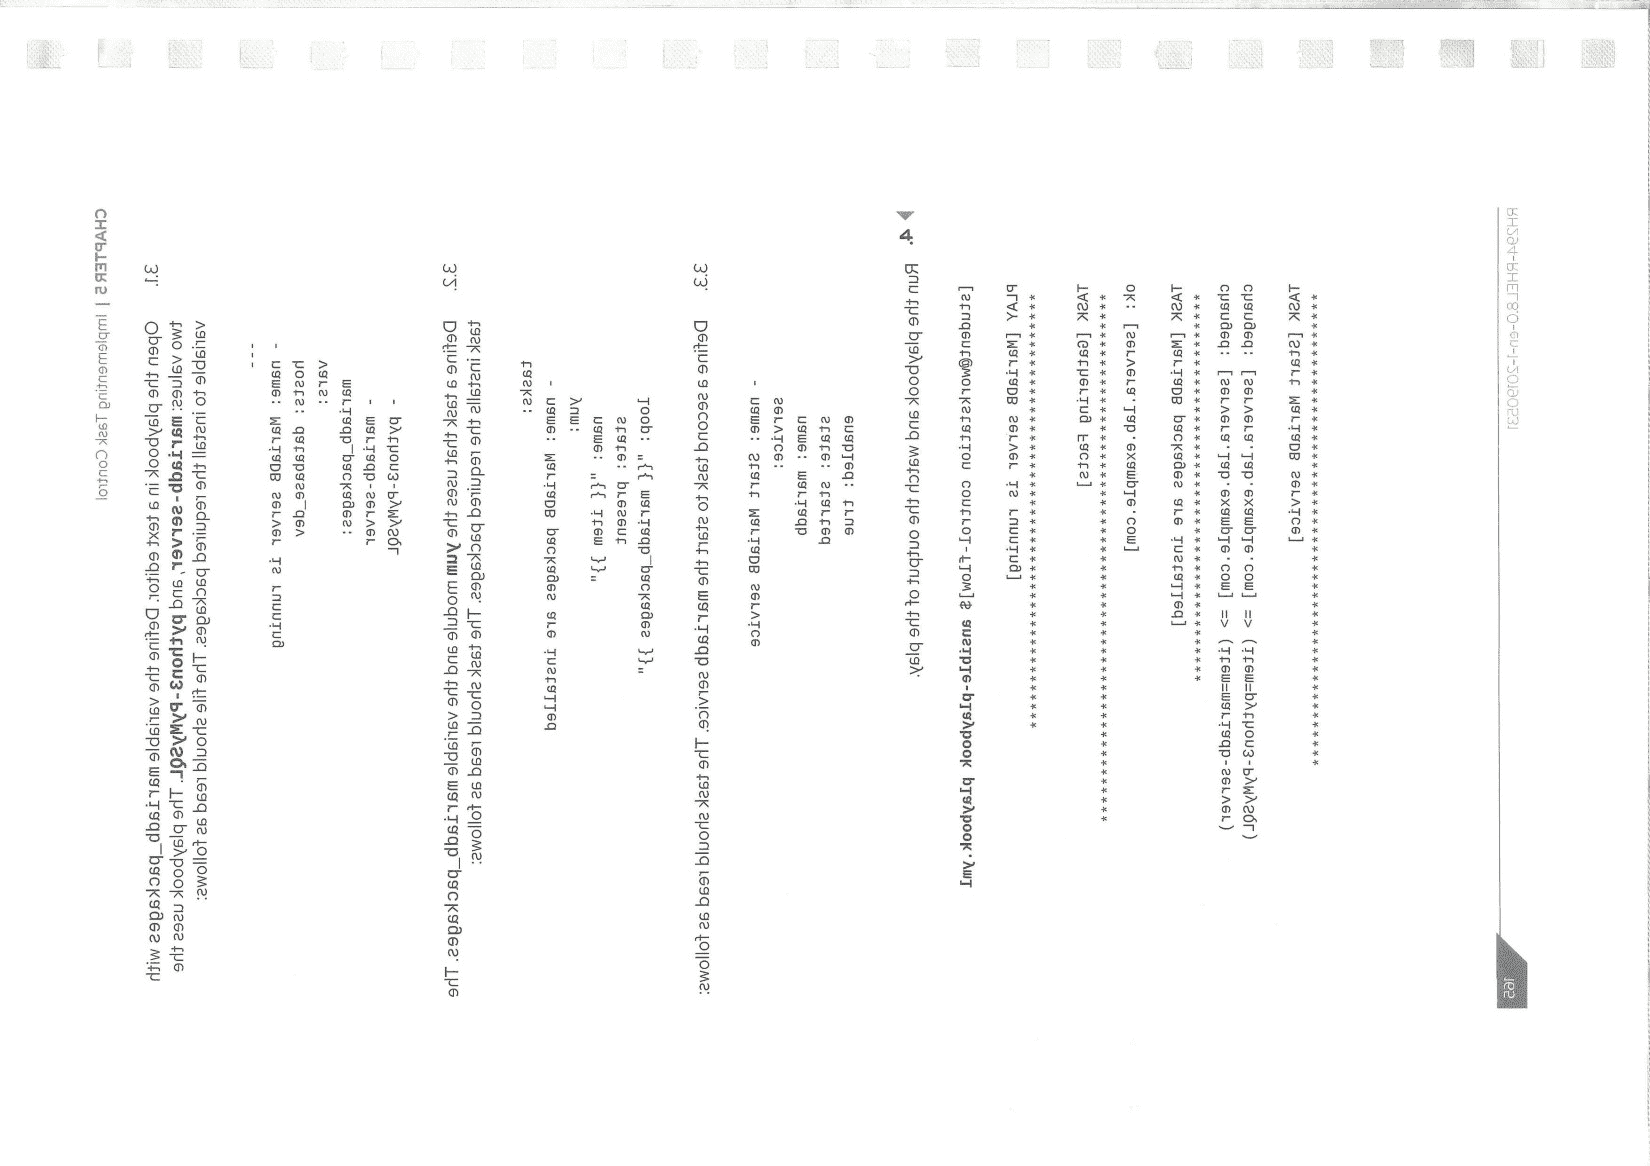 CHAPTER 5 | Implementing Task Control
3.1. Open the playbook in a text editor. Define the variable mariadb_packages with
two values: mariadb-server, and python3-PyMySQL. The playbook uses the
variable to install the required packages. The file should read as follows:
---
- name: MariaDB server is running
hosts: database_dev
vars:
mariadb_packages:
- mariadb-server
- python3-PyMySQL
3.2. Define a task that uses the yum module and the variable mariadb_packages. The
task installs the required packages. The task should read as follows:
tasks:
- name: MariaDB packages are installed
yum:
name: "{{ item }}"
state: present
loop: "{{ mariadb_packages }}"
3.3. Define a second task to start the mariadb service. The task should read as follows:
- name: Start MariaDB service
service:
name: mariadb
state: started
enabled: true
4. Run the playbook and watch the output of the play.
[student@workstation control-flow]$ ansible-playbook playbook.yml
PLAY [MariaDB server is running]
***********************************************
TASK [Gathering Facts]
*********************************************************
ok: [servera.lab.example.com]
TASK [MariaDB packages are installed]
******************************************
changed: [servera.lab.example.com] => (item=mariadb-server)
changed: [servera.lab.example.com] => (item=python3-PyMySQL)
TASK [Start MariaDB service]
***************************************************
RH294-RHEL8.0-en-1-20190531
165